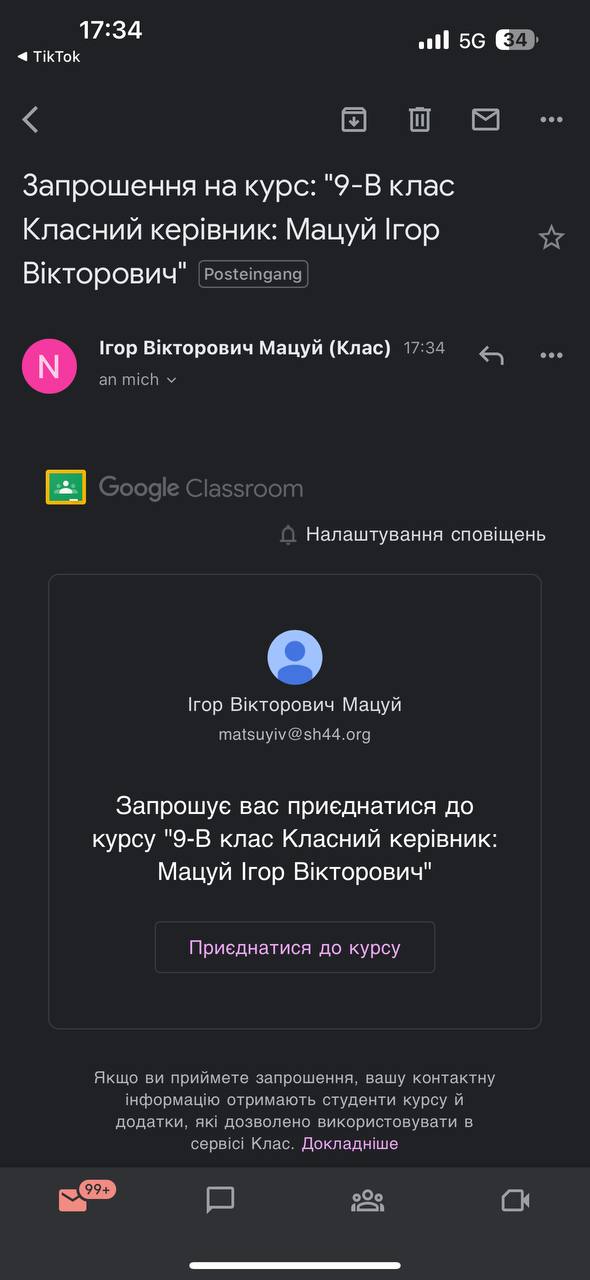 17:34
5G 34
◀ TikTok
Запрошення на курс: "9-В клас
Класний керівник: Мацуй Ігор
Вікторович" Posteingang
N
Ігор Вікторович Мацуй (Клас) 17:34
an mich
Google Classroom
Налаштування сповіщень
Ігор Вікторович Мацуй
matsuyiv@sh44.org
Запрошує вас приєднатися до
курсу "9-В клас Класний керівник:
Мацуй Ігор Вікторович"
Приєднатися до курсу
Якщо ви приймете запрошення, вашу контактну
інформацію отримають студенти курсу й
додатки, які дозволено використовувати в
сервісі Клас. Докладніше
99+